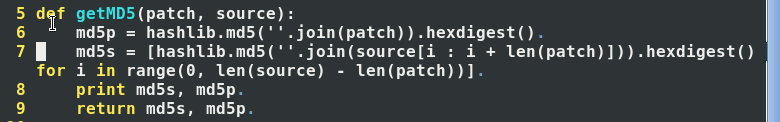 5 def getMD5(patch, source):
6     md5p = hashlib.md5(''.join(patch)).hexdigest().
7     md5s = [hashlib.md5(''.join(source[i : i + len(patch)])).hexdigest()
for i in range(0, len(source) - len(patch))].
8     print md5s, md5p.
9     return md5s, md5p.